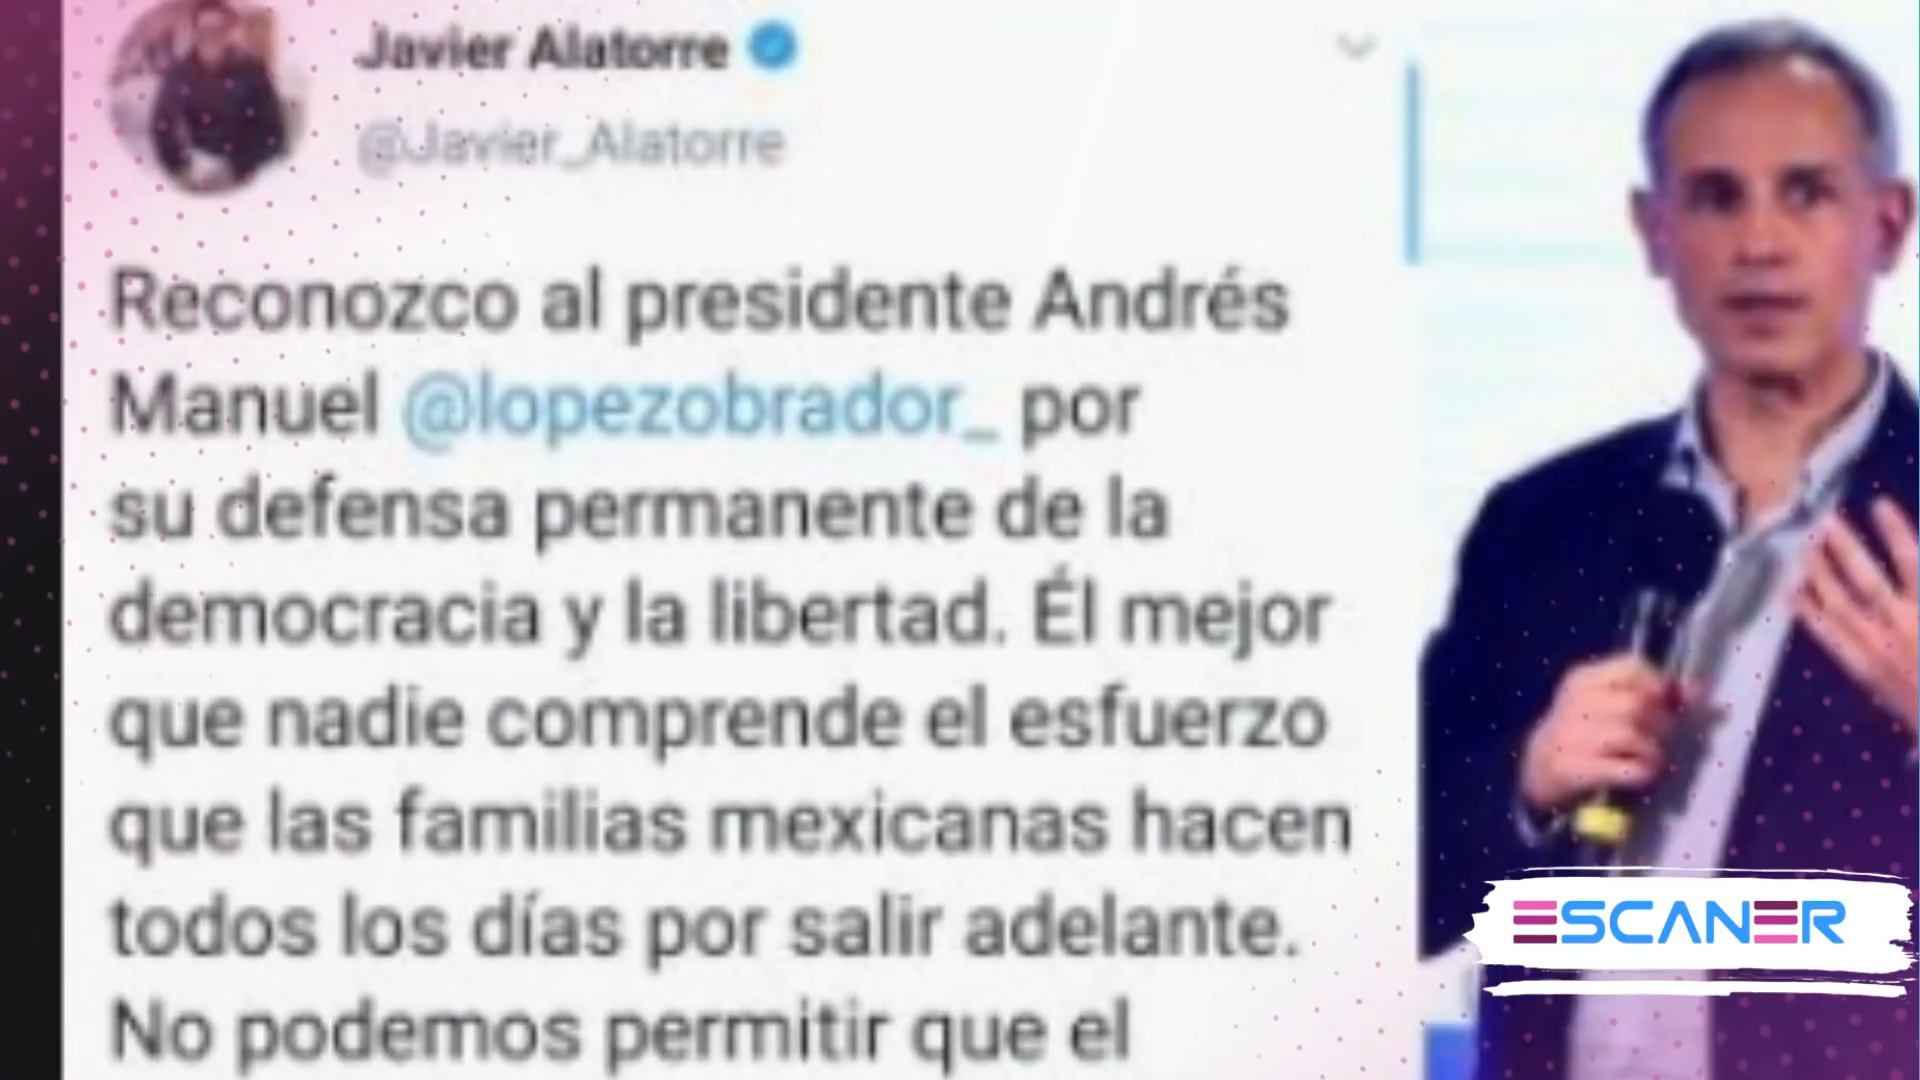 Javier Alatorre
@Javier_Alatorre
Reconozco al presidente Andrés
Manuel @lopezobrador_ por
su defensa permanente de la
democracia y la libertad. Él mejor
que nadie comprende el esfuerzo
que las familias mexicanas hacen
todos los días por salir adelante.
No podemos permitir que el
ESCANER